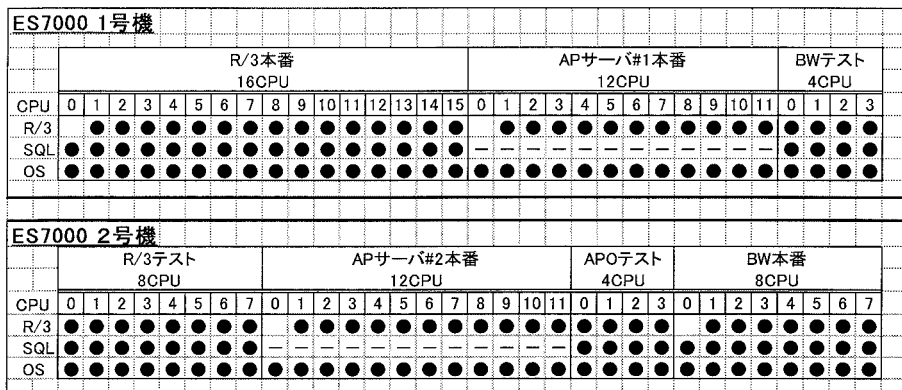 ES7000 1号機
R/3本番 APサーバ#1本番 BWテスト
16CPU 12CPU 4CPU
CPU 0 1 2 3 4 5 6 7 8 9 10 11 12 13 14 15 0 1 2 3 4 5 6 7 8 9 10 11 0 1 2 3
R/3 ● ● ● ● ● ● ● ● ● ● ● ● ● ● ● ● ● ● ● ● ● ● ● ● ● ● ● ● ● ●
SQL ● ● ● ● ● ● ● ● ● ● ● ● ● ● ● ● － － － － － － － － － － － － ● ● ● ●
OS ● ● ● ● ● ● ● ● ● ● ● ● ● ● ● ● ● ● ● ● ● ● ● ● ● ● ● ● ● ● ● ●
ES7000 2号機
R/3テスト APサーバ#2本番 APOテスト BW本番
8CPU 12CPU 4CPU 8CPU
CPU 0 1 2 3 4 5 6 7 0 1 2 3 4 5 6 7 8 9 10 11 0 1 2 3 0 1 2 3 4 5 6 7
R/3 ● ● ● ● ● ● ● ● ● ● ● ● ● ● ● ● ● ● ● ● ● ● ● ● ● ● ● ● ● ●
SQL ● ● ● ● ● ● ● ● － － － － － － － － － － － － ● ● ● ● ● ● ● ● ● ● ● ●
OS ● ● ● ● ● ● ● ● ● ● ● ● ● ● ● ● ● ● ● ● ● ● ● ● ● ● ● ● ● ● ● ●